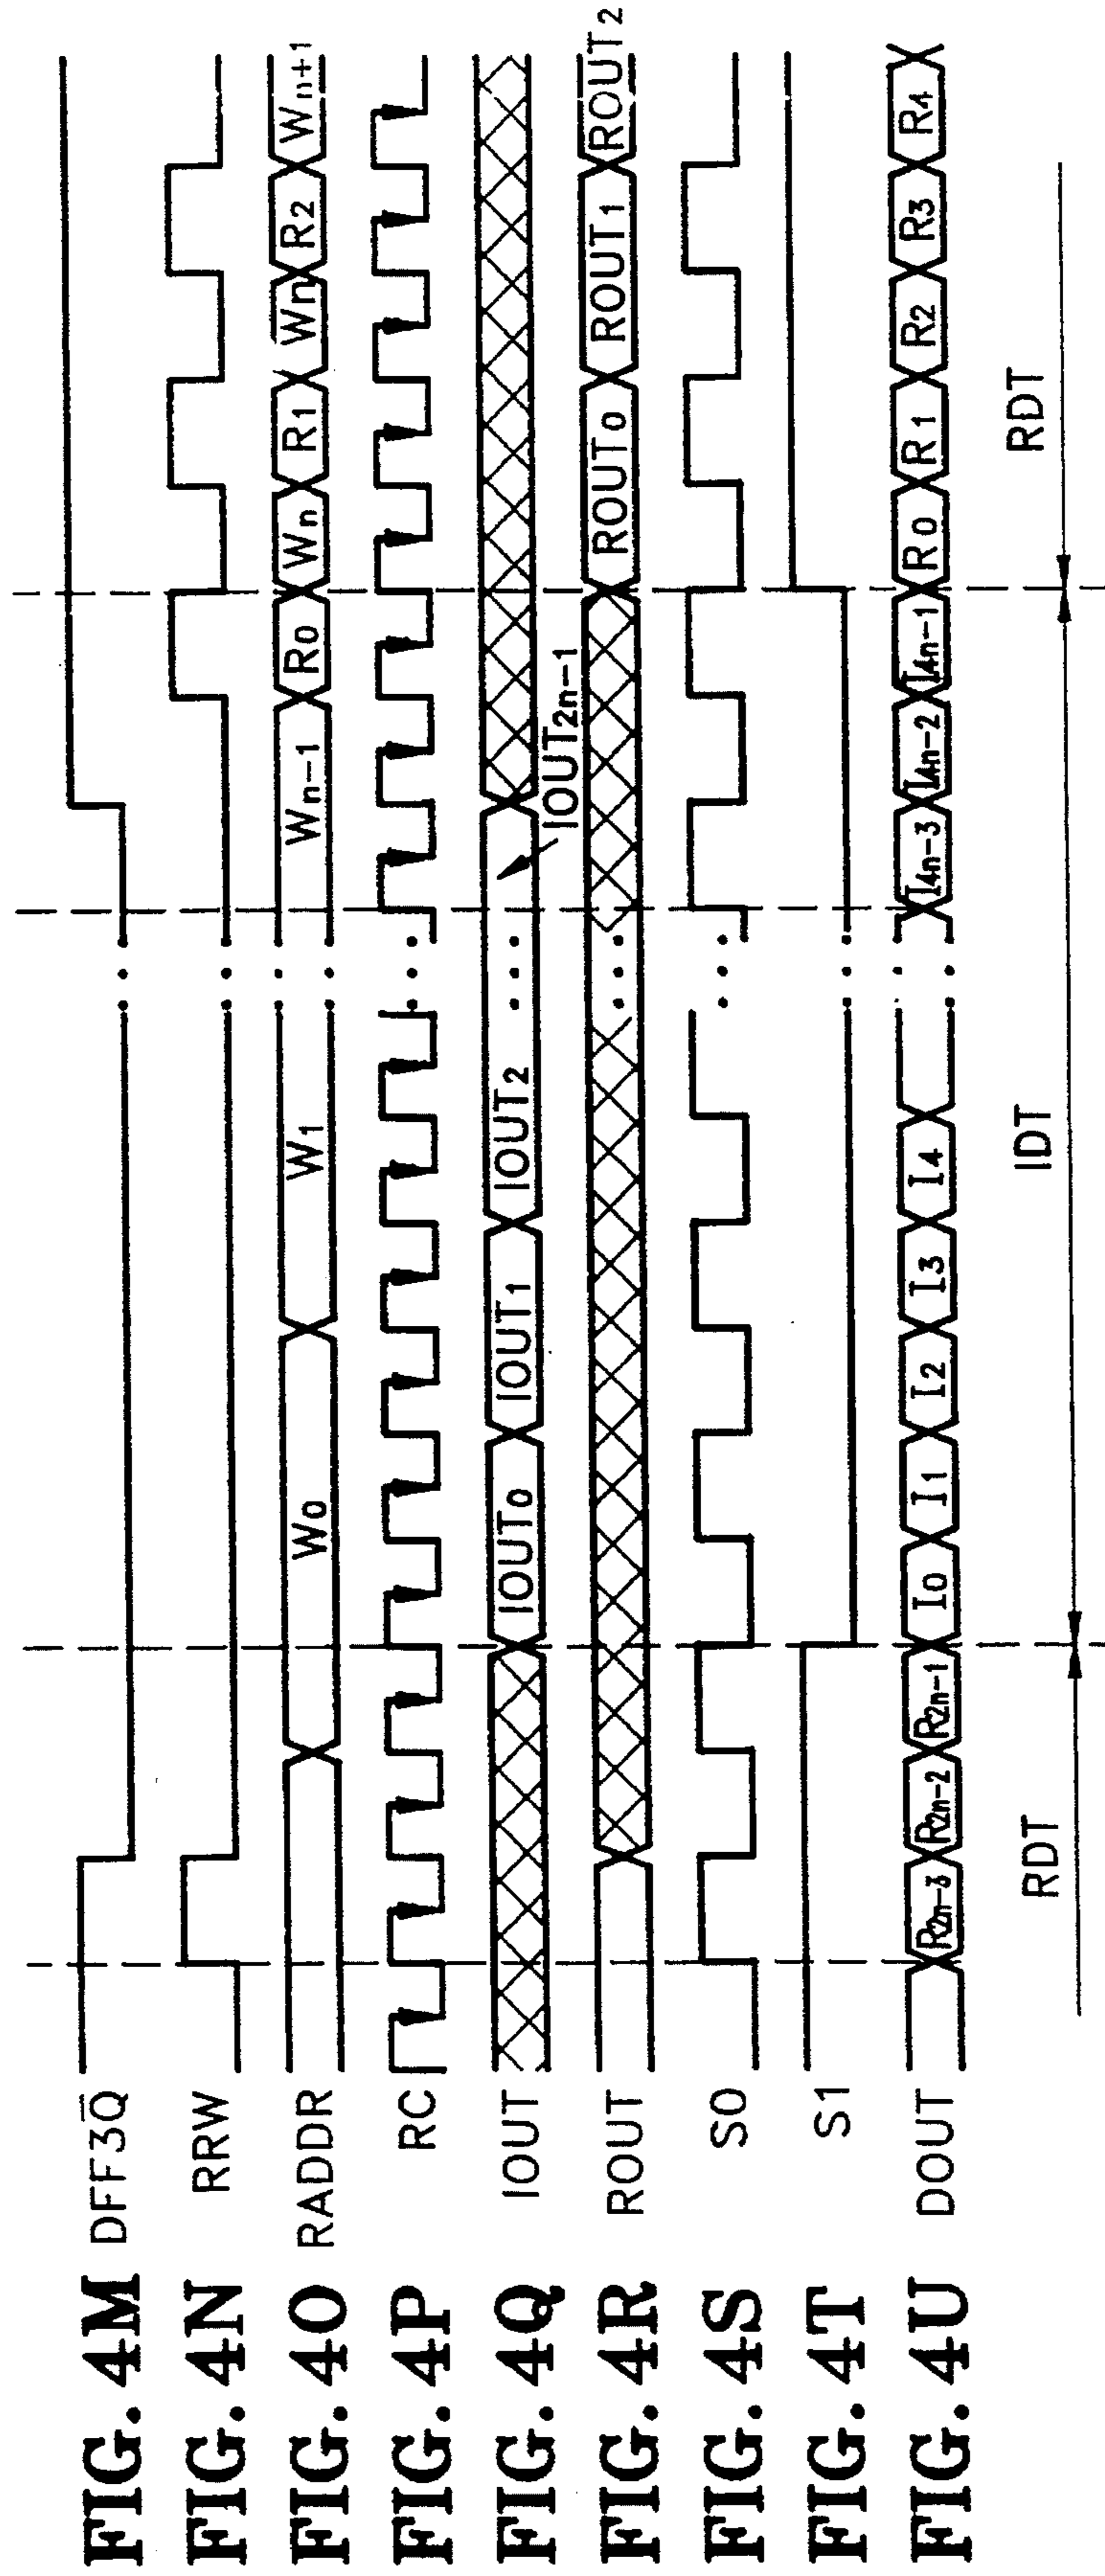 FIG. 4M DFF3Q̅
FIG. 4N RRW
FIG. 4O RADDR W0 W1 Wn-1 R0 Wn R1 Wn R2 Wn+1
FIG. 4P RC
FIG. 4Q IOUT IOUT0 IOUT1 IOUT2 IOUT2n-1
FIG. 4R ROUT ROUT0 ROUT1 ROUT2
FIG. 4S S0
FIG. 4T S1
FIG. 4U DOUT R2n-3 R2n-2 R2n-1 I0 I1 I2 I3 I4 I4n-3 I4n-2 I4n-1 R0 R1 R2 R3 R4
RDT IDT RDT